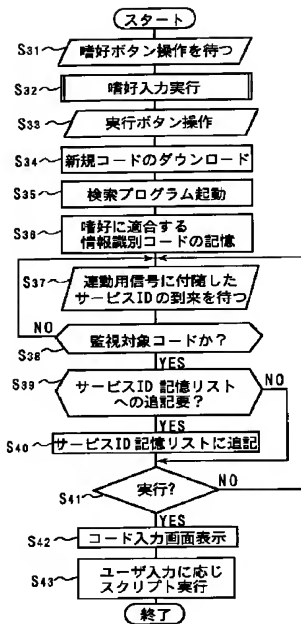 スタート
S31
嗜好ボタン操作を待つ
S32
嗜好入力実行
S33
実行ボタン操作
S34
新規コードのダウンロード
S35
検索プログラム起動
S36
嗜好に適合する
情報識別コードの記憶
S37
連動用信号に付随した
サービスIDの到来を待つ
NO
監視対象コードか?
S38
YES
S39
サービスID記憶リスト
への追記要?
NO
YES
S40
サービスID記憶リストに追記
実行?
NO
S41
YES
S42
コード入力画面表示
S43
ユーザ入力に応じ
スクリプト実行
終了